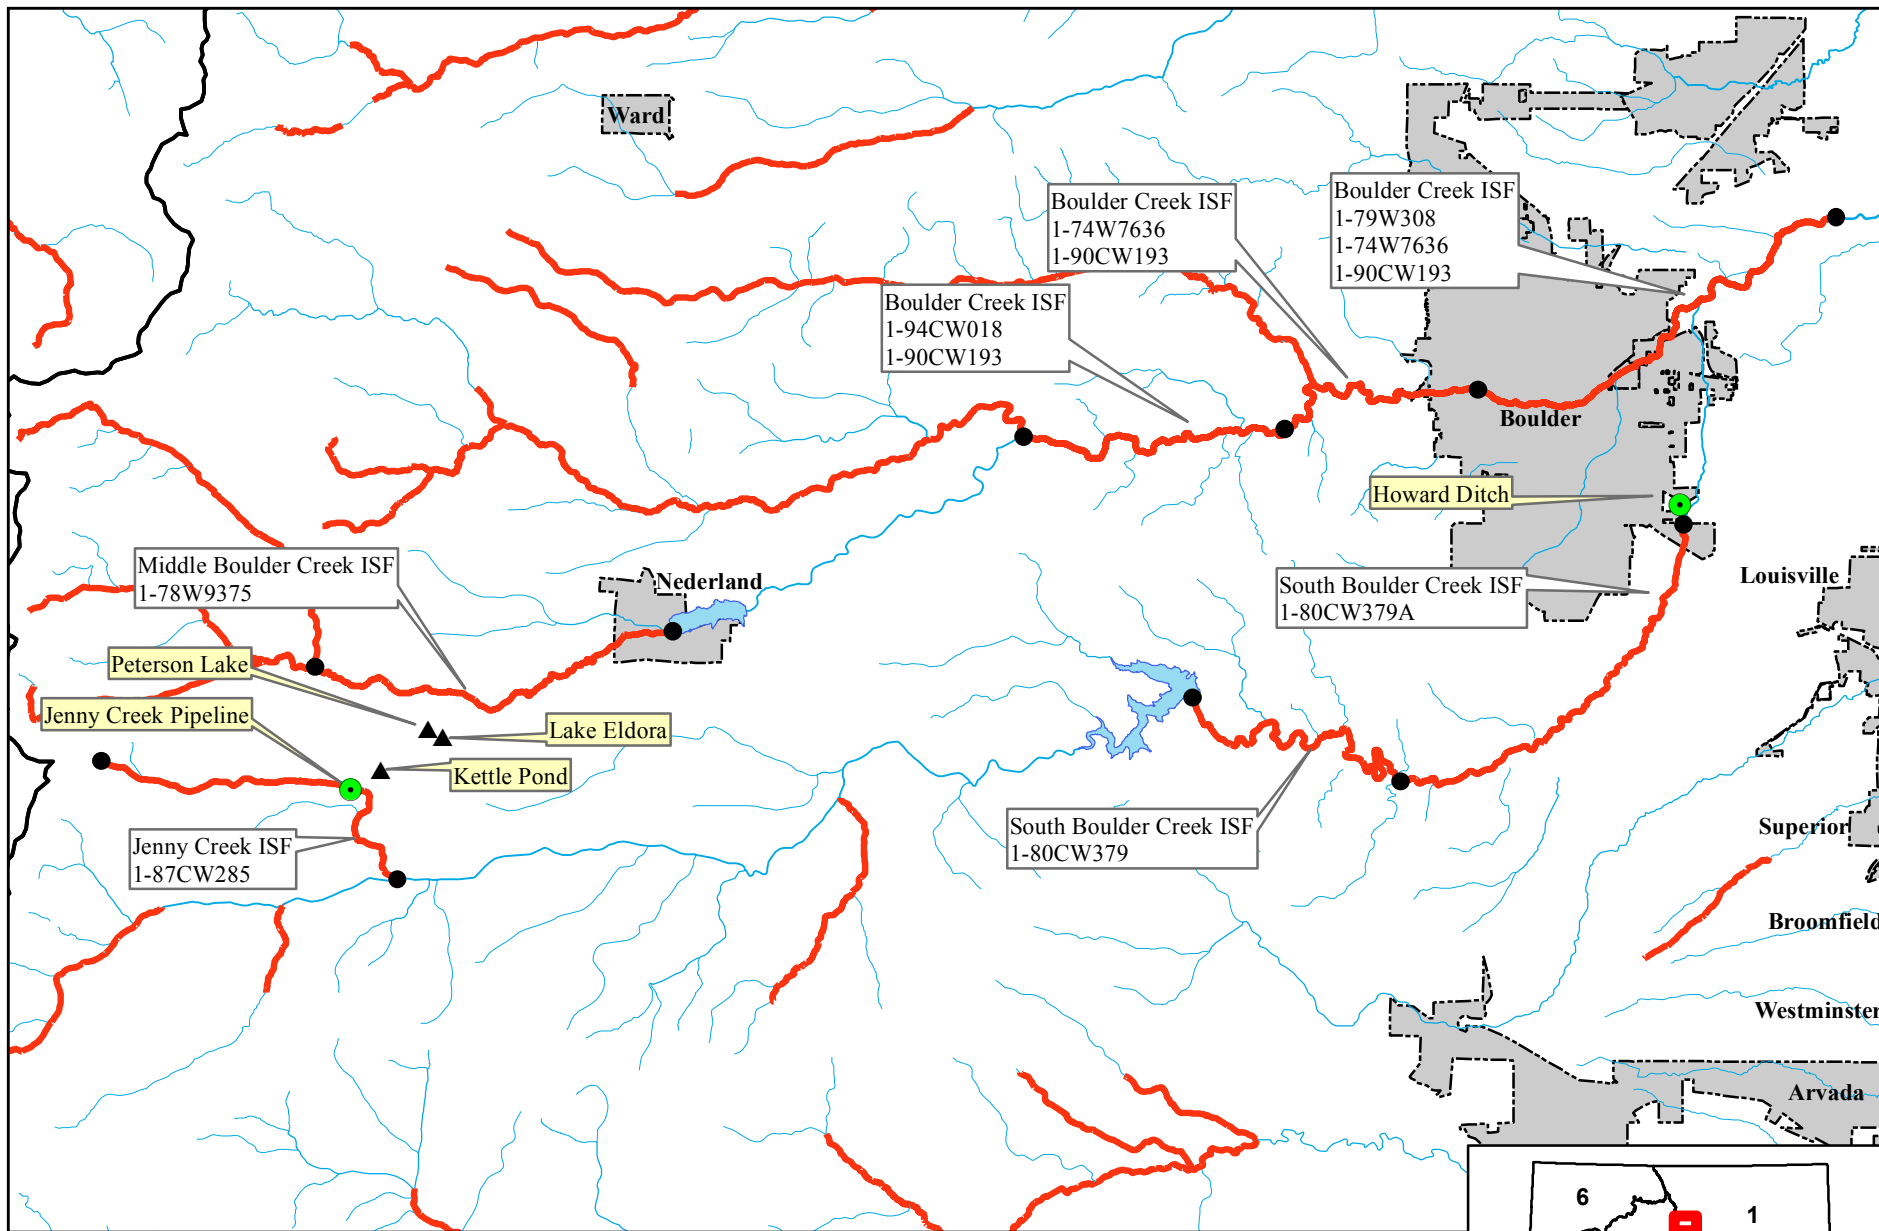 Ward
Boulder Creek ISF
1-74W7636
1-90CW193
Boulder Creek ISF
1-79W308
1-74W7636
1-90CW193
Boulder Creek ISF
1-94CW018
1-90CW193
Boulder
Howard Ditch
Middle Boulder Creek ISF
1-78W9375
Nederland
South Boulder Creek ISF
1-80CW379A
Louisville
Peterson Lake
Jenny Creek Pipeline
Lake Eldora
Kettle Pond
Jenny Creek ISF
1-87CW285
South Boulder Creek ISF
1-80CW379
Superior
Broomfield
Westminster
Arvada
6
1